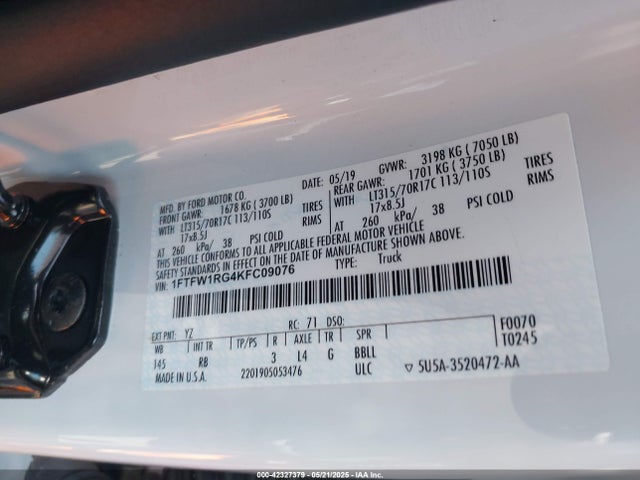 MFD. BY FORD MOTOR CO. DATE: 05/19 GVWR: 3198 KG ( 7050 LB)
FRONT GAWR: 1678 KG ( 3700 LB) REAR GAWR: 1701 KG ( 3750 LB)
WITH LT315/70R17C 113/110S TIRES WITH LT315/70R17C 113/110S TIRES
17x8.5J RIMS 17x8.5J RIMS
AT 260 kPa/ 38 PSI COLD AT 260 kPa/ 38 PSI COLD
THIS VEHICLE CONFORMS TO ALL APPLICABLE FEDERAL MOTOR VEHICLE
SAFETY STANDARDS IN EFFECT ON THE DATE OF MANUFACTURE SHOWN ABOVE.
VIN: 1FTFW1RG4KFC09076 TYPE: Truck
EXT PNT: YZ RC: 71 DSO: F0070
WB INT TR TP/PS R AXLE TR SPR T0245
145 RB 3 L4 G BBLL
MADE IN U.S.A. 2201905053476 ULC ▽ 5U5A-3520472-AA
000-42327379 - 05/21/2025 - IAA Inc.